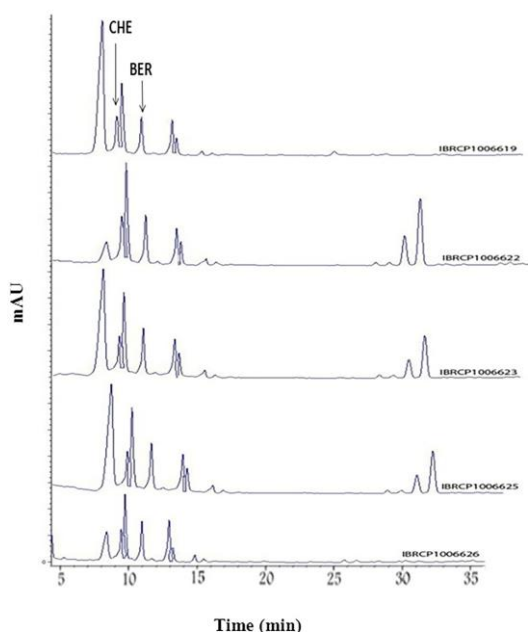 CHE
BER
IBRCP1006619
IBRCP1006622
IBRCP1006623
IBRCP1006625
IBRCP1006626
mAU
5 10 15 20 25 30 35
Time (min)